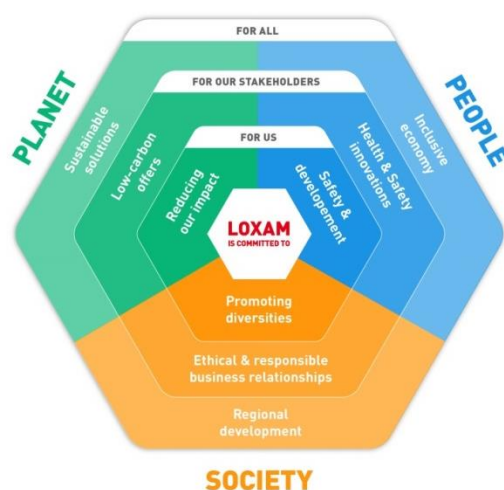 FOR ALL
PLANET
PEOPLE
Sustainable
solutions
Inclusive
economy
FOR OUR STAKEHOLDERS
Low-carbon
offers
Health & Safety
innovations
FOR US
Reducing
our impact
Safety &
developement
LOXAM
IS COMMITTED TO
Promoting
diversities
Ethical & responsible
business relationships
Regional
development
SOCIETY